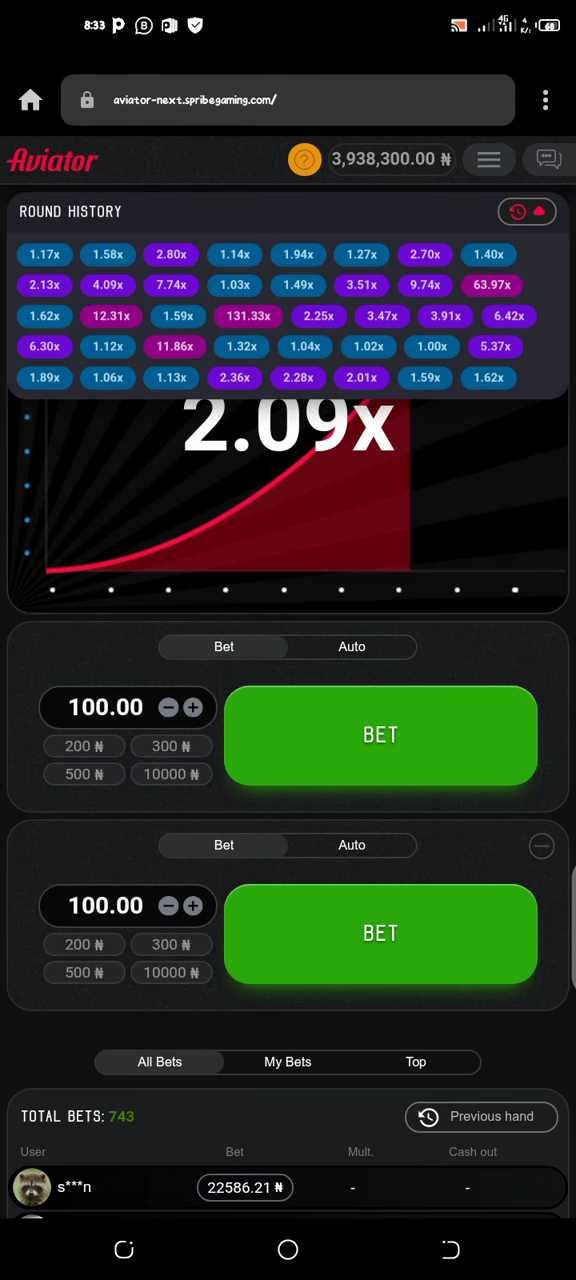 8:33 4G 4 K/s 60
aviator-next.spribegaming.com/
Aviator ? 3,938,300.00 ₦
ROUND HISTORY
1.17x 1.58x 2.80x 1.14x 1.94x 1.27x 2.70x 1.40x
2.13x 4.09x 7.74x 1.03x 1.49x 3.51x 9.74x 63.97x
1.62x 12.31x 1.59x 131.33x 2.25x 3.47x 3.91x 6.42x
6.30x 1.12x 11.86x 1.32x 1.04x 1.02x 1.00x 5.37x
1.89x 1.06x 1.13x 2.36x 2.28x 2.01x 1.59x 1.62x
2.09x
Bet Auto
100.00
BET
200 ₦ 300 ₦
500 ₦ 10000 ₦
Bet Auto
100.00
BET
200 ₦ 300 ₦
500 ₦ 10000 ₦
All Bets My Bets Top
TOTAL BETS: 743 Previous hand
User Bet Mult. Cash out
s***n 22586.21 ₦ - -